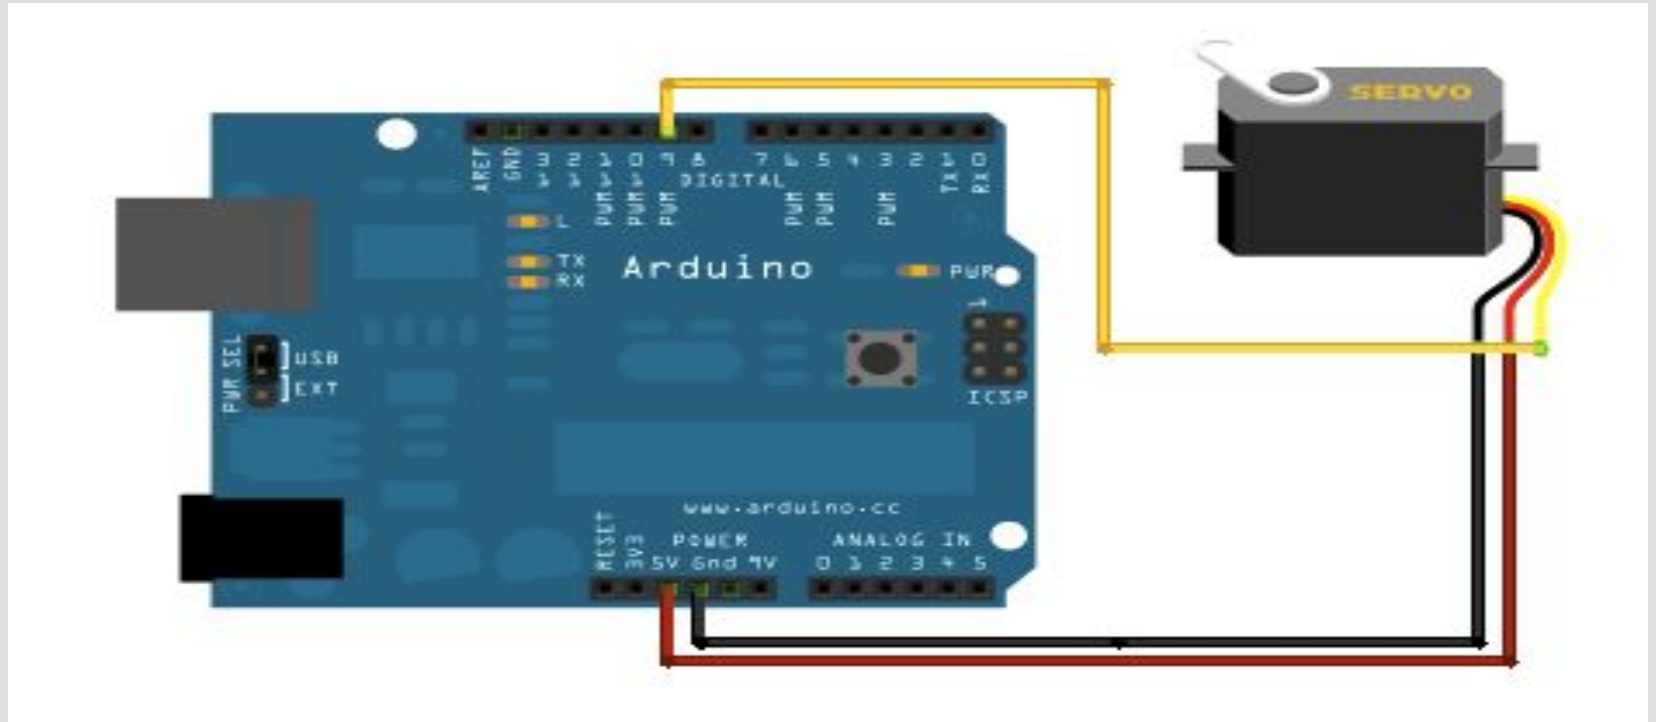 SERVO
AREF
GND
13
12
11
10
9
8
7
6
5
4
3
2
TX 1
RX 0
PWM
PWM
PWM
DIGITAL
PWM
PWM
PWM
L
TX
RX
Arduino
PWR
1
PWR SEL
USB
EXT
ICSP
www.arduino.cc
RESET
3V3
POWER
5V Gnd 9V
ANALOG IN
0 1 2 3 4 5